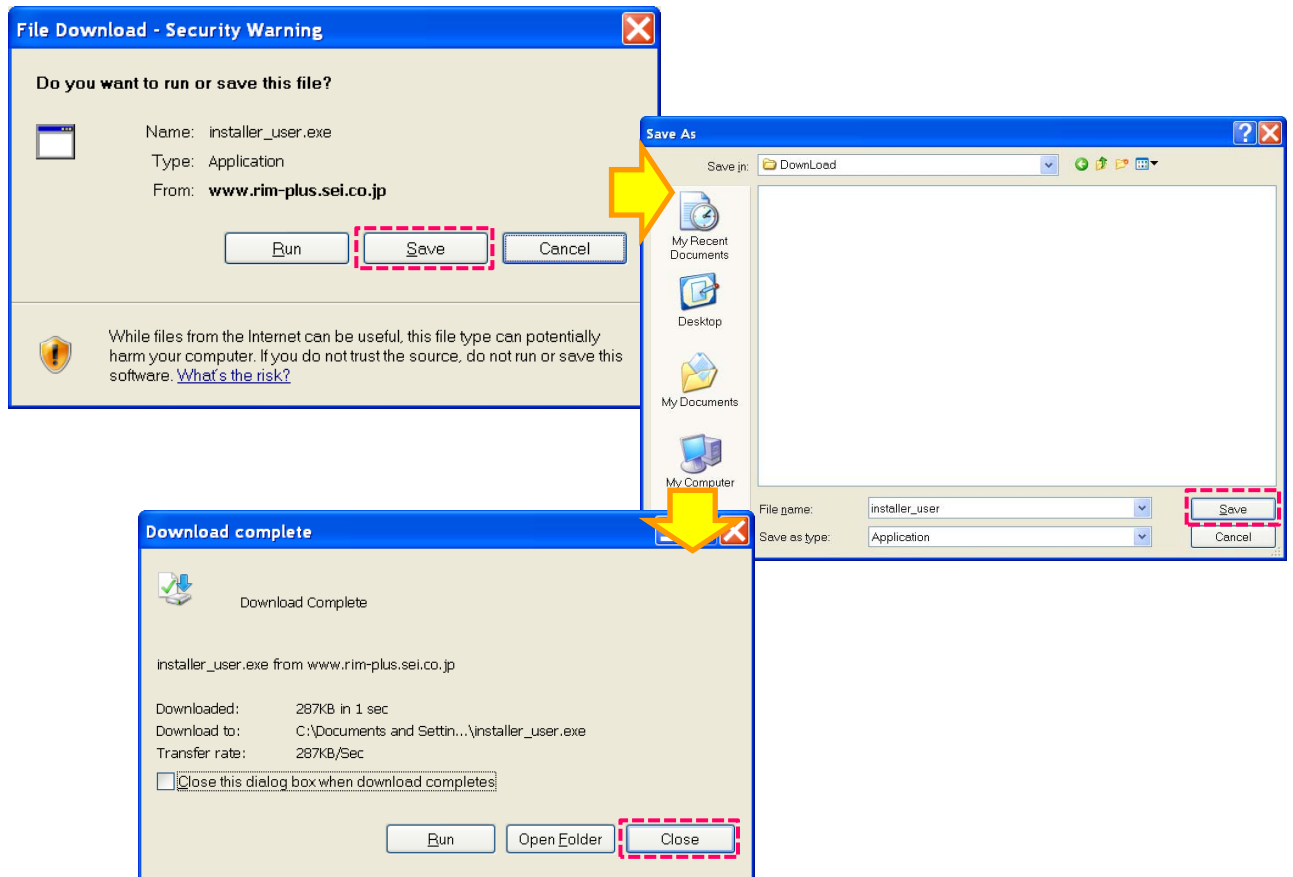 File Download - Security Warning
Do you want to run or save this file?
Name: installer_user.exe
Type: Application
From: www.rim-plus.sei.co.jp
Run Save Cancel
While files from the Internet can be useful, this file type can potentially
harm your computer. If you do not trust the source, do not run or save this
software. What's the risk?
Save As
Save in: DownLoad
My Recent
Documents
Desktop
My Documents
My Computer
File name: installer_user Save
Save as type: Application Cancel
Download complete
Download Complete
installer_user.exe from www.rim-plus.sei.co.jp
Downloaded: 287KB in 1 sec
Download to: C:\Documents and Settin...\installer_user.exe
Transfer rate: 287KB/Sec
Close this dialog box when download completes
Run Open Folder Close